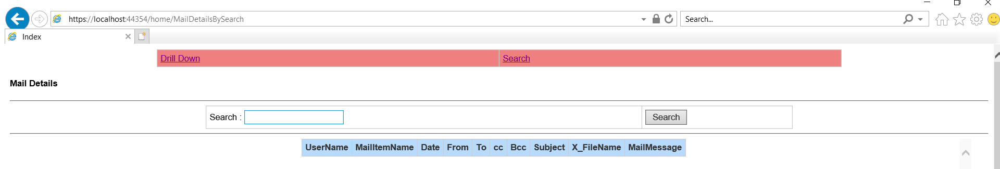 https://localhost:44354/home/MailDetailsBySearch
Search...
Index
Drill Down
Search
Mail Details
Search :
Search
UserName MailItemName Date From To cc Bcc Subject X_FileName MailMessage